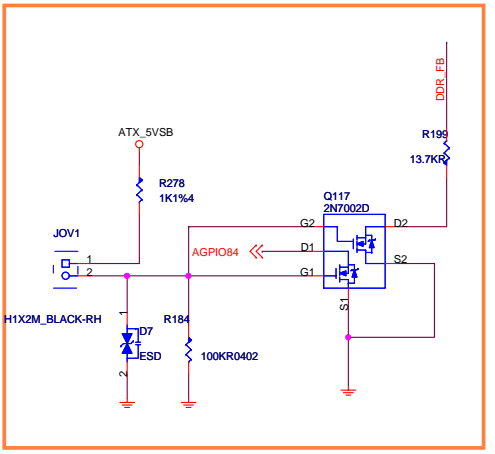 DDR_FB
ATX_5VSB
R199
13.7KR
R278
1K1%4
Q117
2N7002D
JOV1
G2
D2
AGPIO84
D1
1
S2
2
G1
S1
1
H1X2M_BLACK-RH
R184
D7
ESD
100KR0402
2